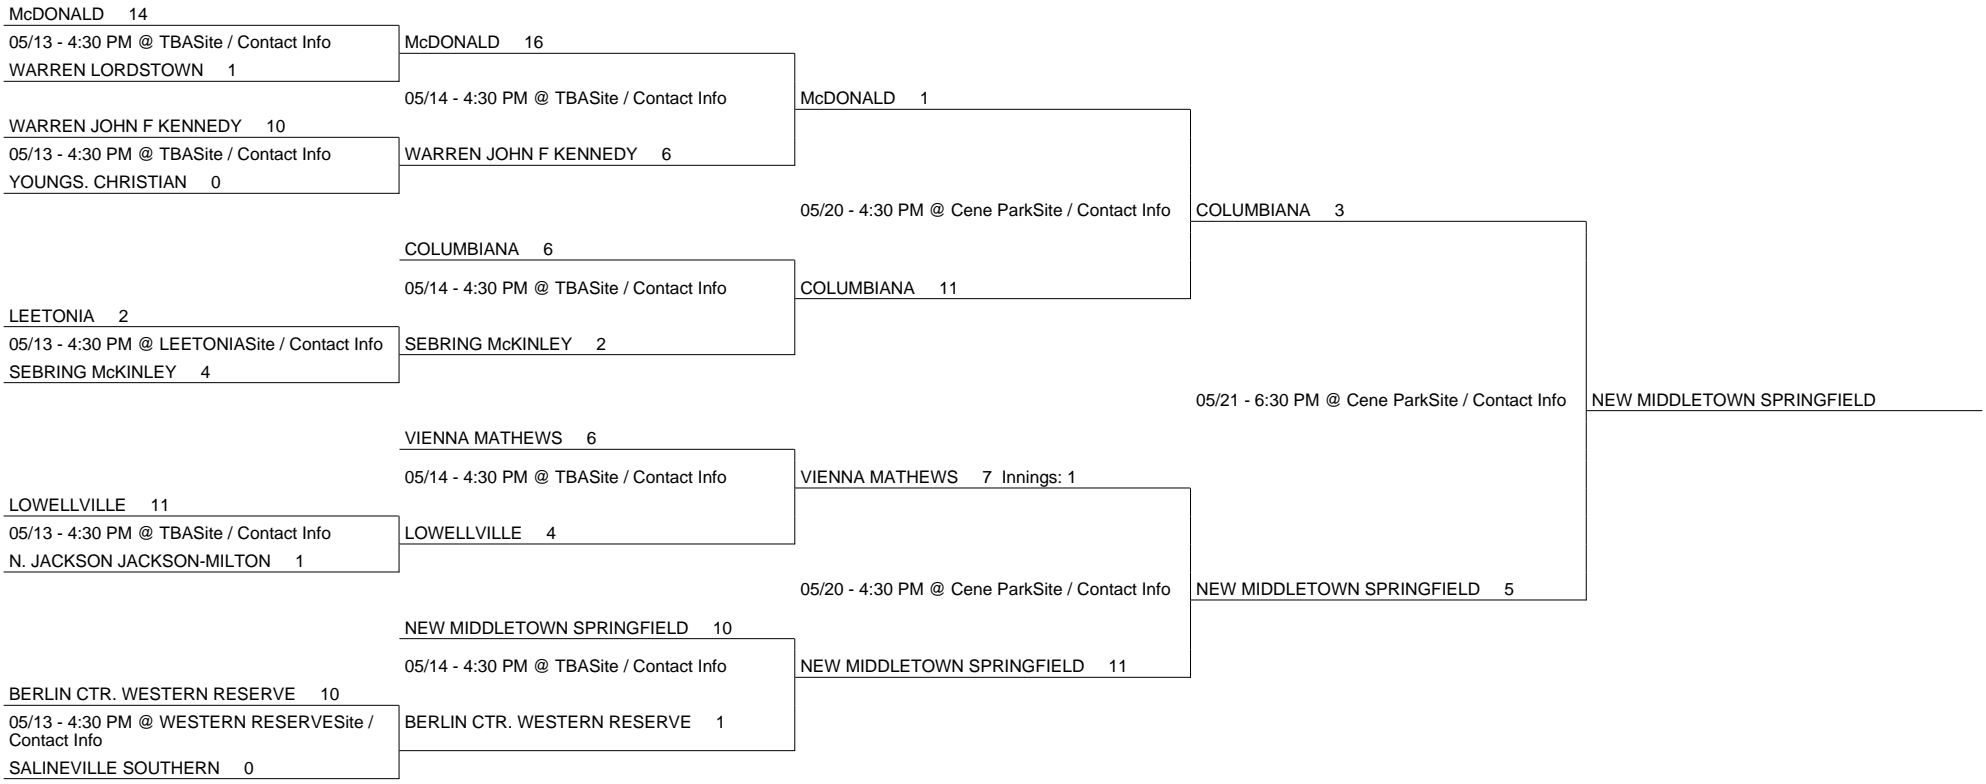 McDONALD 14
05/13 - 4:30 PM @ TBASite / Contact Info
WARREN LORDSTOWN 1
WARREN JOHN F KENNEDY 10
05/13 - 4:30 PM @ TBASite / Contact Info
YOUNGS. CHRISTIAN 0
LEETONIA 2
05/13 - 4:30 PM @ LEETONIASite / Contact Info
SEBRING McKINLEY 4
LOWELLVILLE 11
05/13 - 4:30 PM @ TBASite / Contact Info
N. JACKSON JACKSON-MILTON 1
BERLIN CTR. WESTERN RESERVE 10
05/13 - 4:30 PM @ WESTERN RESERVESite /
Contact Info
SALINEVILLE SOUTHERN 0
McDONALD 16
05/14 - 4:30 PM @ TBASite / Contact Info
WARREN JOHN F KENNEDY 6
COLUMBIANA 6
05/14 - 4:30 PM @ TBASite / Contact Info
SEBRING McKINLEY 2
VIENNA MATHEWS 6
05/14 - 4:30 PM @ TBASite / Contact Info
LOWELLVILLE 4
NEW MIDDLETOWN SPRINGFIELD 10
05/14 - 4:30 PM @ TBASite / Contact Info
BERLIN CTR. WESTERN RESERVE 1
McDONALD 1
05/20 - 4:30 PM @ Cene ParkSite / Contact Info
COLUMBIANA 11
VIENNA MATHEWS 7 Innings: 1
05/20 - 4:30 PM @ Cene ParkSite / Contact Info
NEW MIDDLETOWN SPRINGFIELD 11
COLUMBIANA 3
05/21 - 6:30 PM @ Cene ParkSite / Contact Info
NEW MIDDLETOWN SPRINGFIELD 5
NEW MIDDLETOWN SPRINGFIELD